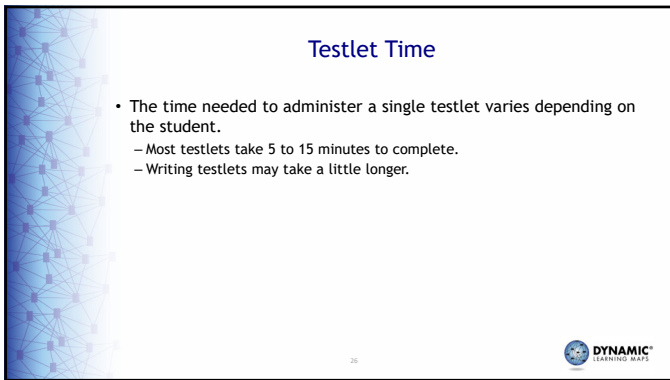 Testlet Time
• The time needed to administer a single testlet varies depending on
the student.
– Most testlets take 5 to 15 minutes to complete.
– Writing testlets may take a little longer.
26
DYNAMIC®
LEARNING MAPS